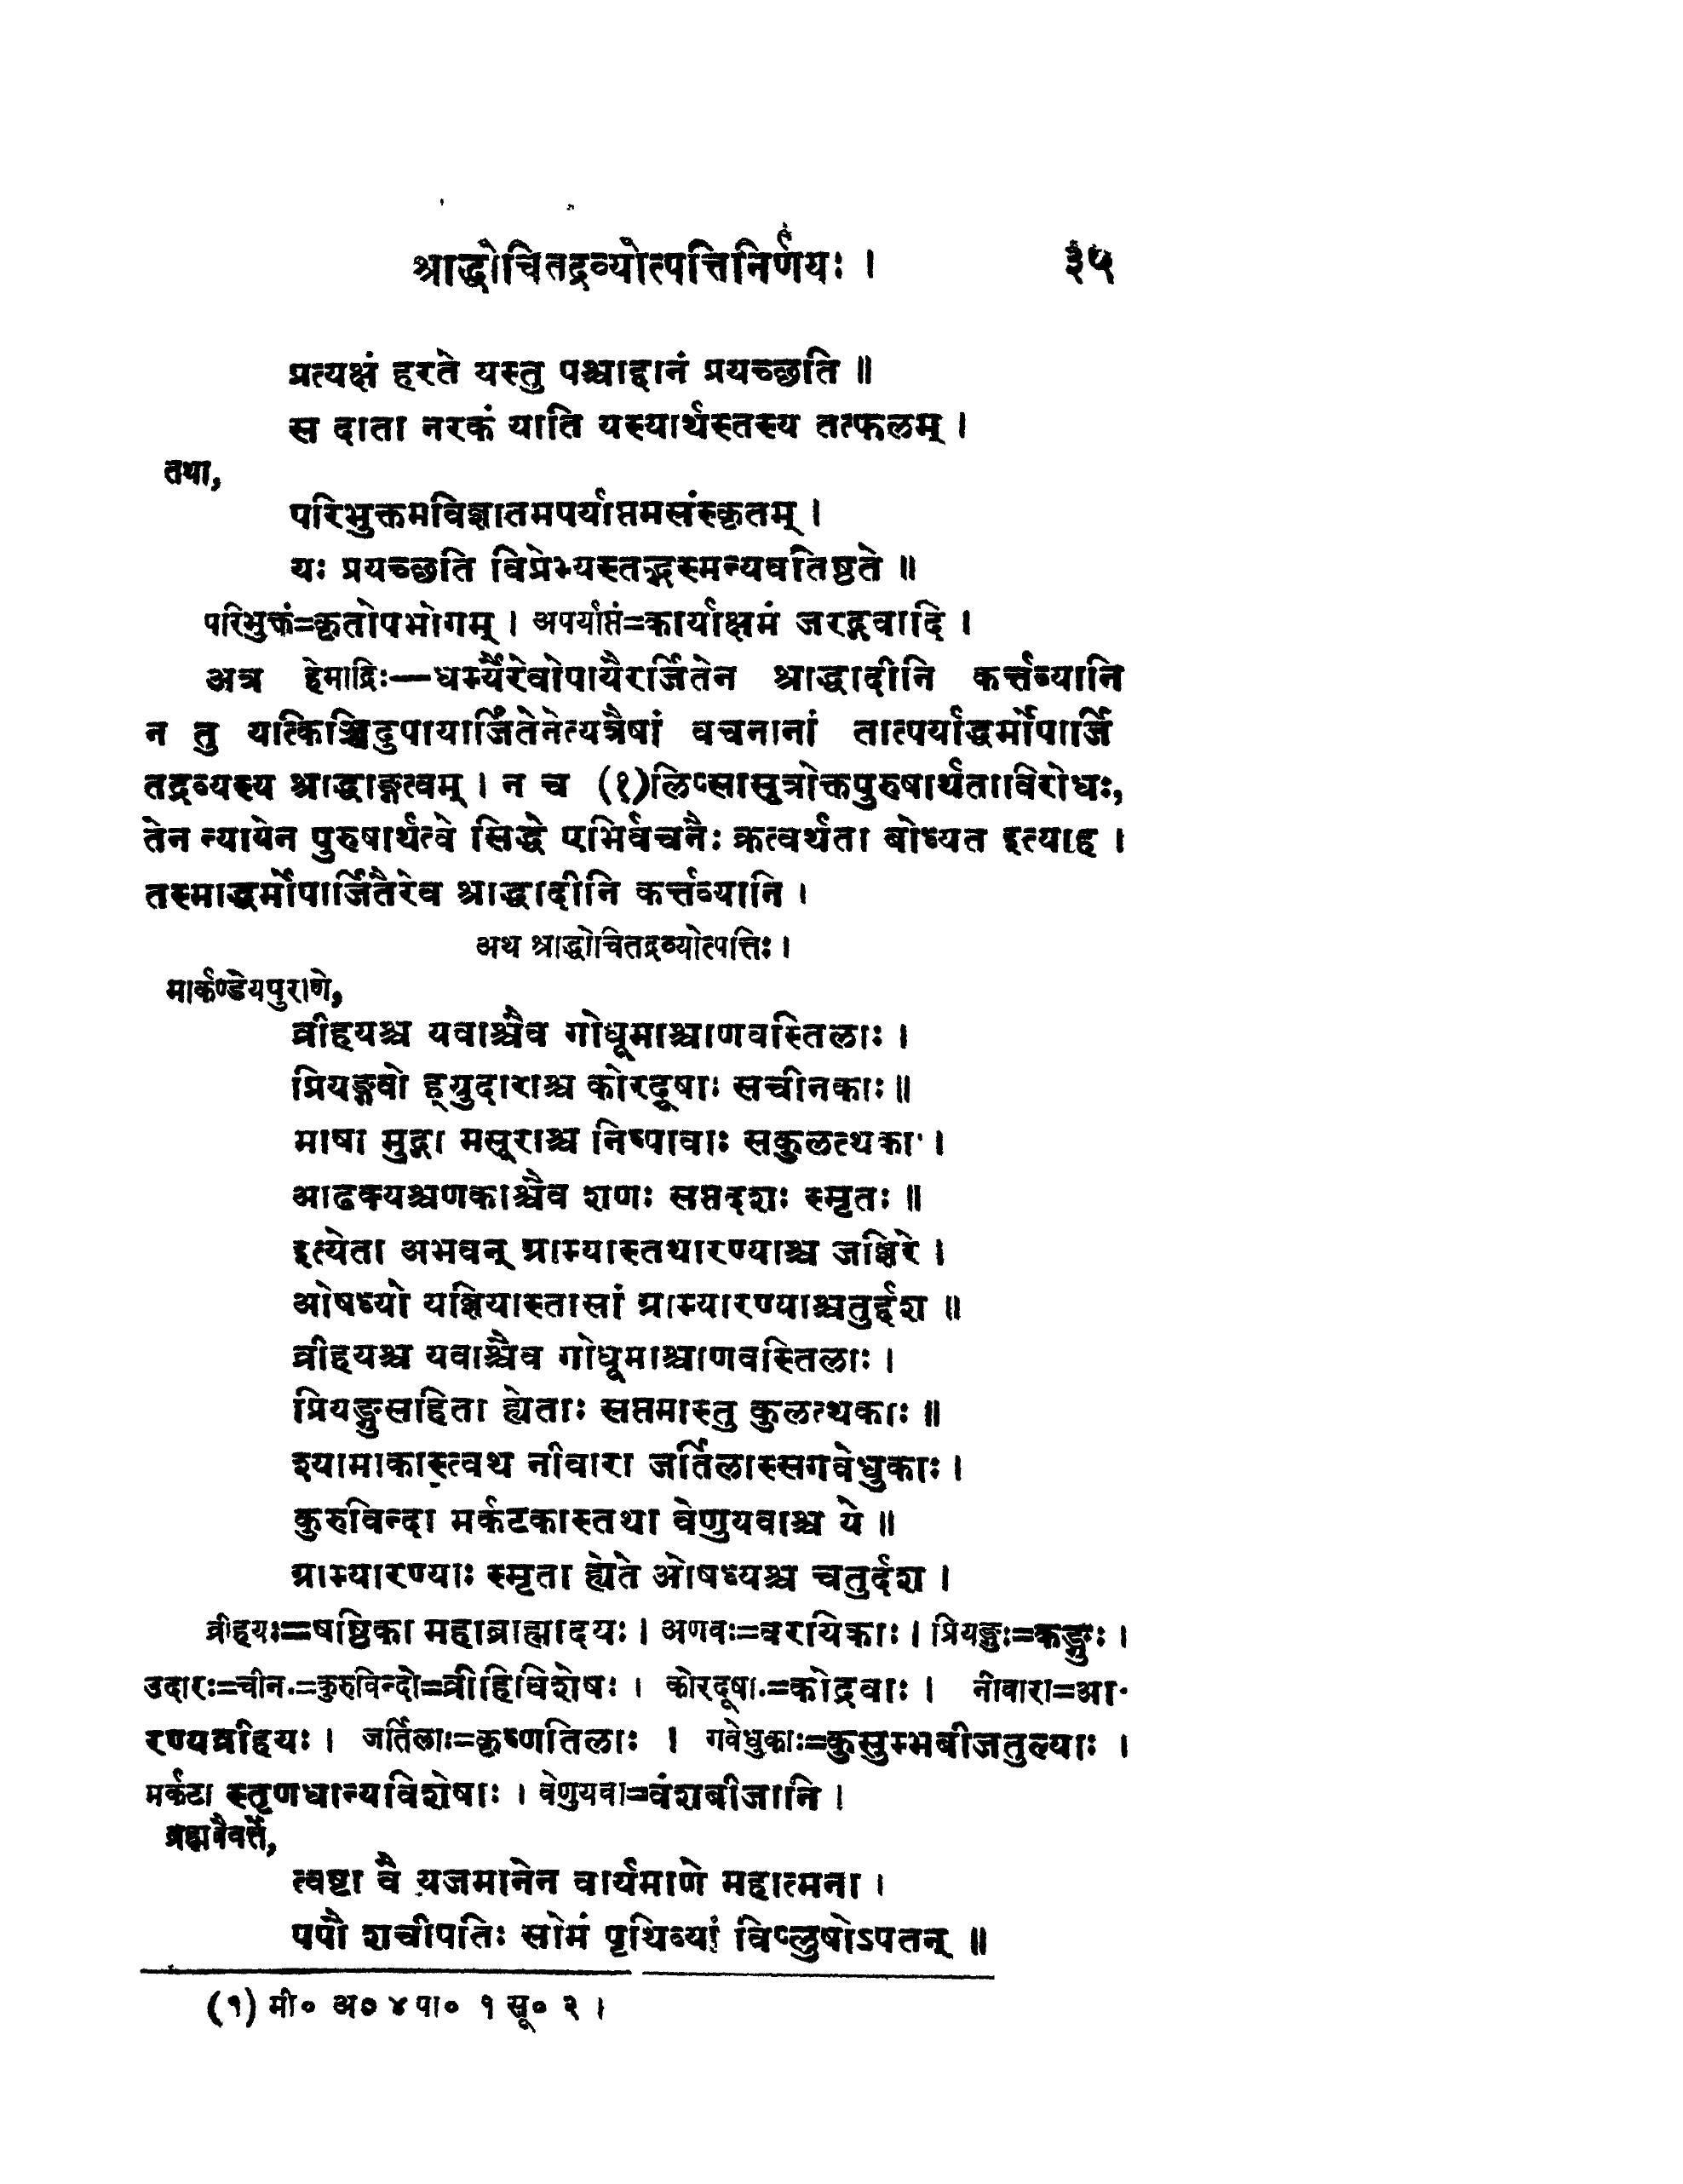 श्राद्धोचितद्रव्योत्पत्तिनिर्णयः । ३५
प्रत्यक्षं हरते यस्तु पश्चाद्दानं प्रयच्छति ॥
स दाता नरकं याति यस्यार्थस्तस्य तत्फलम् ।
तथा,
परिभुक्तमविज्ञातमपर्याप्तमसंस्कृतम् ।
यः प्रयच्छति विप्रेभ्यस्तद्भस्मन्यवतिष्ठते ॥
परिभुक्तं=कृतोपभोगम् । अपर्याप्तं=कार्याक्षमं जरद्गवादि ।
अत्र हेमाद्रिः—धर्म्यैरेवोपायैरर्जितेन श्राद्धादीनि कर्त्तव्यानि
न तु यत्किञ्चिदुपायार्जितेनेत्यत्रैषां वचनानां तात्पर्याद्धर्मोपार्जि
तद्रव्यस्य श्राद्धाङ्गत्वम् । न च (१)लिप्सासूत्रोक्तपुरुषार्थताविरोधः,
तेन न्यायेन पुरुषार्थत्वे सिद्धे एभिर्वचनैः क्रत्वर्थता बोध्यत इत्याह ।
तस्माद्धर्मोपार्जितैरेव श्राद्धादीनि कर्त्तव्यानि ।
अथ श्राद्धोचितद्रव्योत्पत्तिः ।
मार्कण्डेयपुराणे,
व्रीहयश्च यवाश्चैव गोधूमाश्चाणवस्तिलाः ।
प्रियङ्गवो ह्युदाराश्च कोरदूषाः सचीनकाः ॥
माषा मुद्गा मसूराश्च निष्पावाः सकुलत्थकाः ।
आढक्यश्चणकाश्चैव शणः सप्तदशः स्मृतः ॥
इत्येता अभवन् ग्राम्यास्तथारण्याश्च जज्ञिरे ।
ओषध्यो यज्ञियास्तासां ग्राम्यारण्याश्चतुर्द्दश ॥
व्रीहयश्च यवाश्चैव गोधूमाश्चाणवस्तिलाः ।
प्रियङ्गुसहिता ह्येताः सप्तमास्तु कुलत्थकाः ॥
श्यामाकास्त्वथ नीवारा जर्तिलास्सगवेधुकाः ।
कुरुविन्दा मर्कटकास्तथा वेणुयवाश्च ये ॥
ग्राम्यारण्याः स्मृता ह्येते ओषध्यश्च चतुर्दश ।
व्रीहयः=षष्ठिका महाब्राह्मादयः । अणवः=वरयिकाः । प्रियङ्गुः=कङ्गुः ।
उदारः=चीनः=कुरुविन्दो=व्रीहिविशेषः । कोरदूषाः=कोद्रवाः । नीवारा=आ-
रण्यव्रीहयः । जर्तिलाः=कृष्णतिलाः । गवेधुकाः=कुसुम्भबीजतुल्याः ।
मर्कटा स्तृणधान्यविशेषाः । वेणुयवा=वंशबीजानि ।
ब्रह्मवैवर्त्ते,
त्वष्टा वै यजमानेन वार्यमाणे महात्मना ।
पपौ शचीपतिः सोमं पृथिव्यां विप्लुषोऽपतन् ॥
(१) मी० अ० ४ पा० १ सू० २ ।